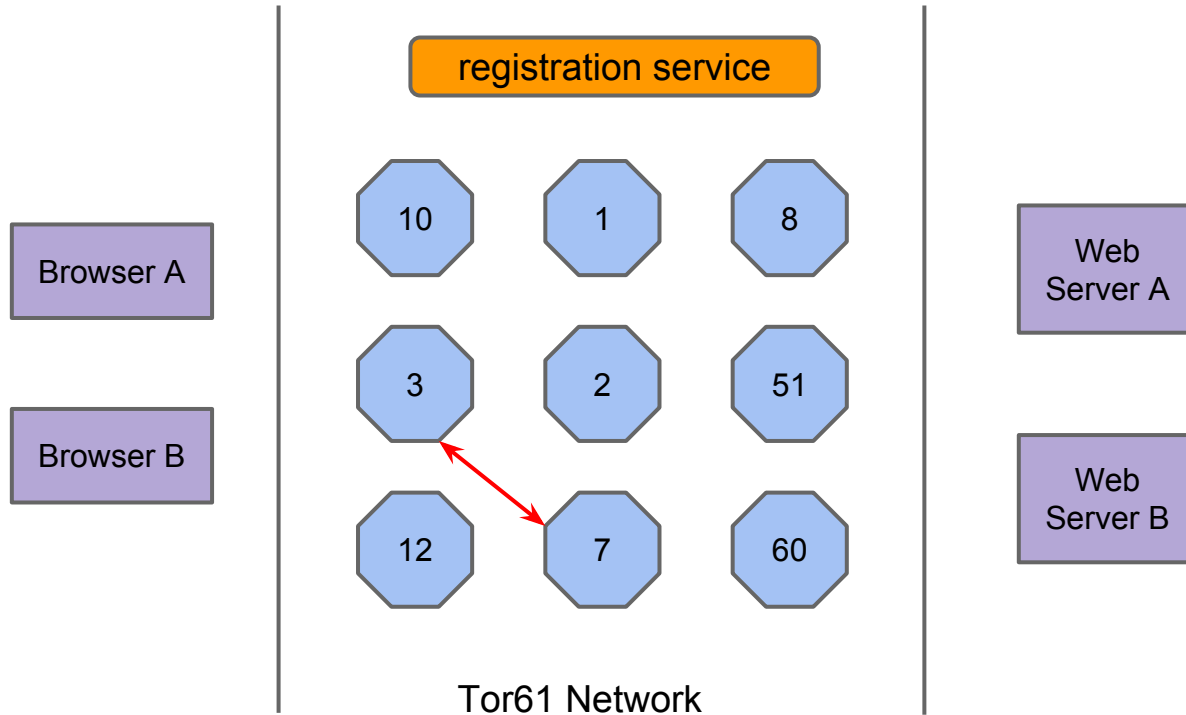 registration service
10
1
8
Browser A
Web
Server A
3
2
51
Browser B
Web
Server B
12
7
60
Tor61 Network